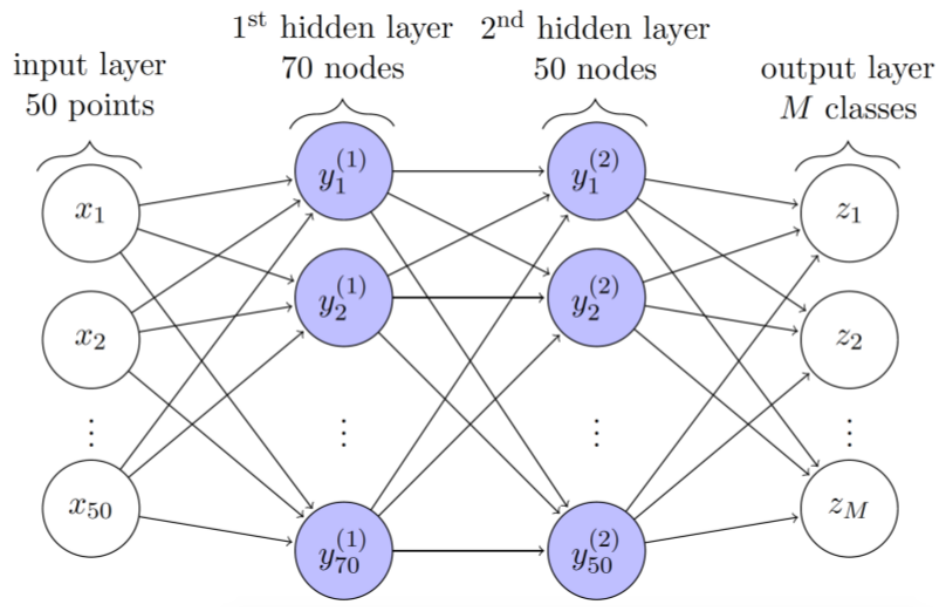 1st hidden layer
70 nodes
2nd hidden layer
50 nodes
input layer
50 points
output layer
M classes
x₁
y₁⁽¹⁾
y₁⁽²⁾
z₁
x₂
y₂⁽¹⁾
y₂⁽²⁾
z₂
⋮
⋮
⋮
⋮
x₅₀
y₇₀⁽¹⁾
y₅₀⁽²⁾
z_M